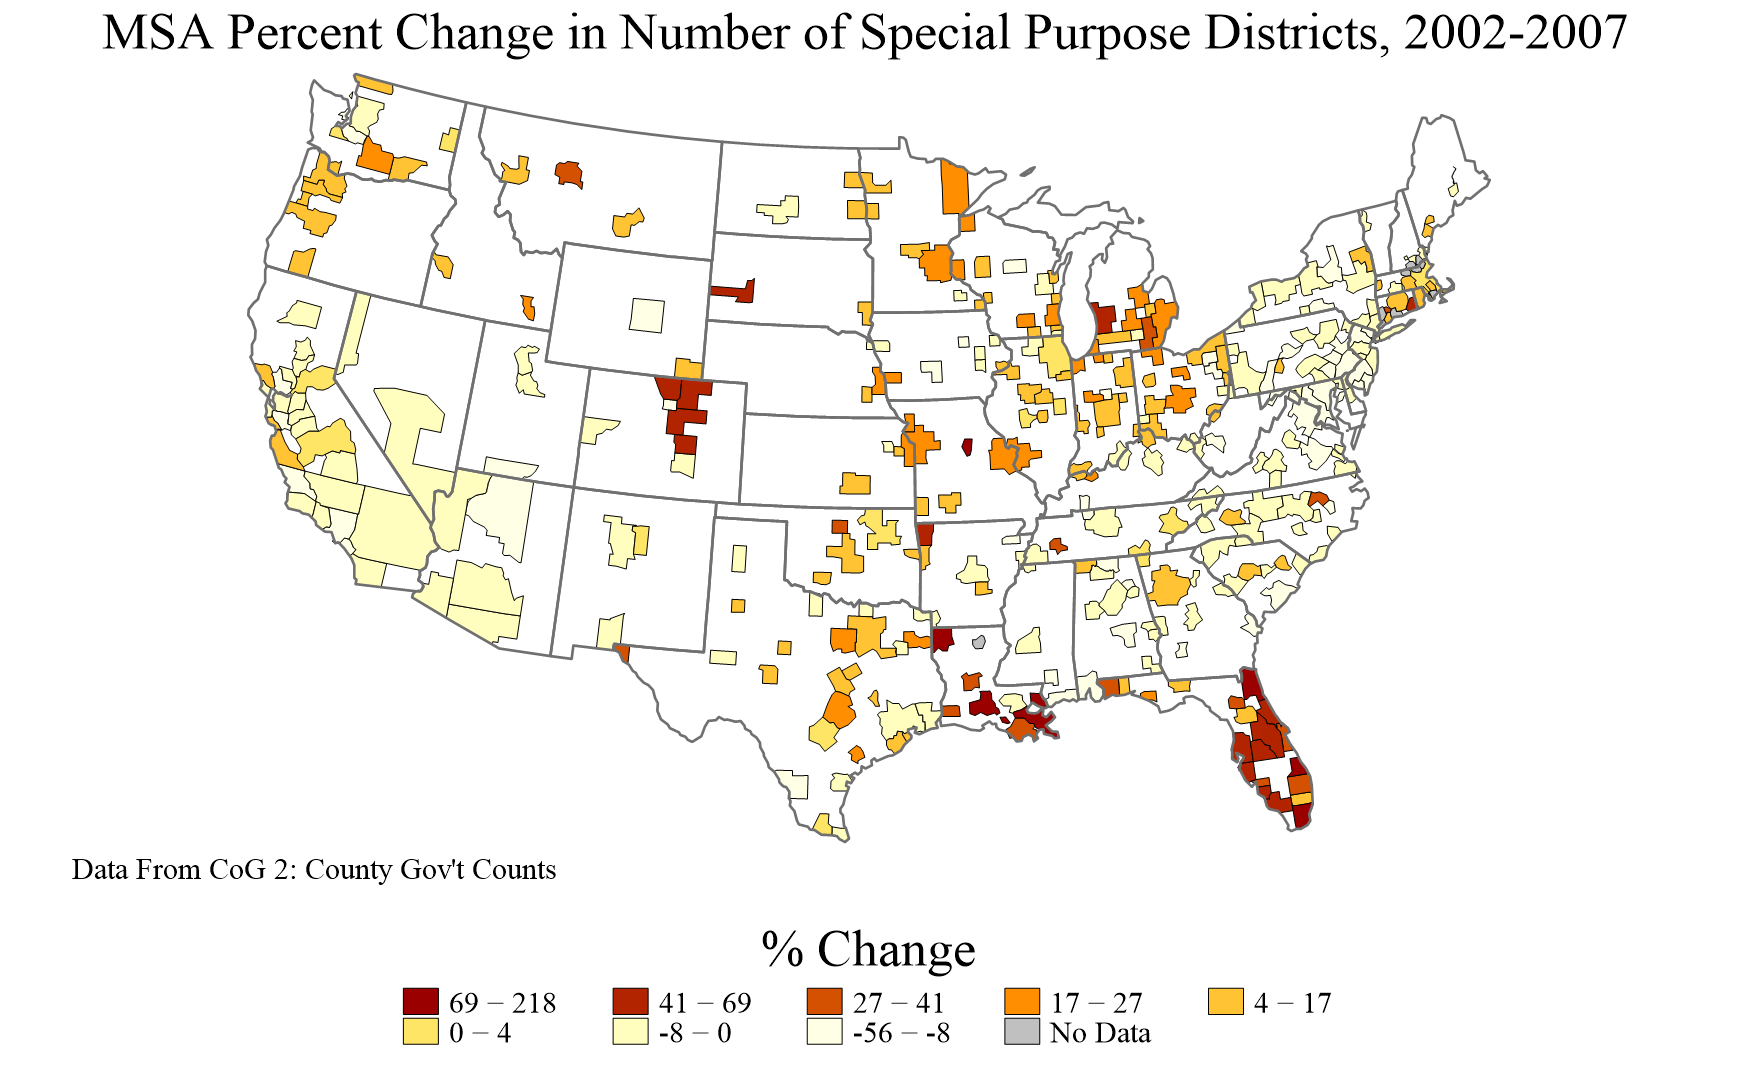 MSA Percent Change in Number of Special Purpose Districts, 2002-2007
Data From CoG 2: County Gov't Counts
% Change
69 − 218 41 − 69 27 − 41 17 − 27 4 − 17
0 − 4 -8 − 0 -56 − -8 No Data